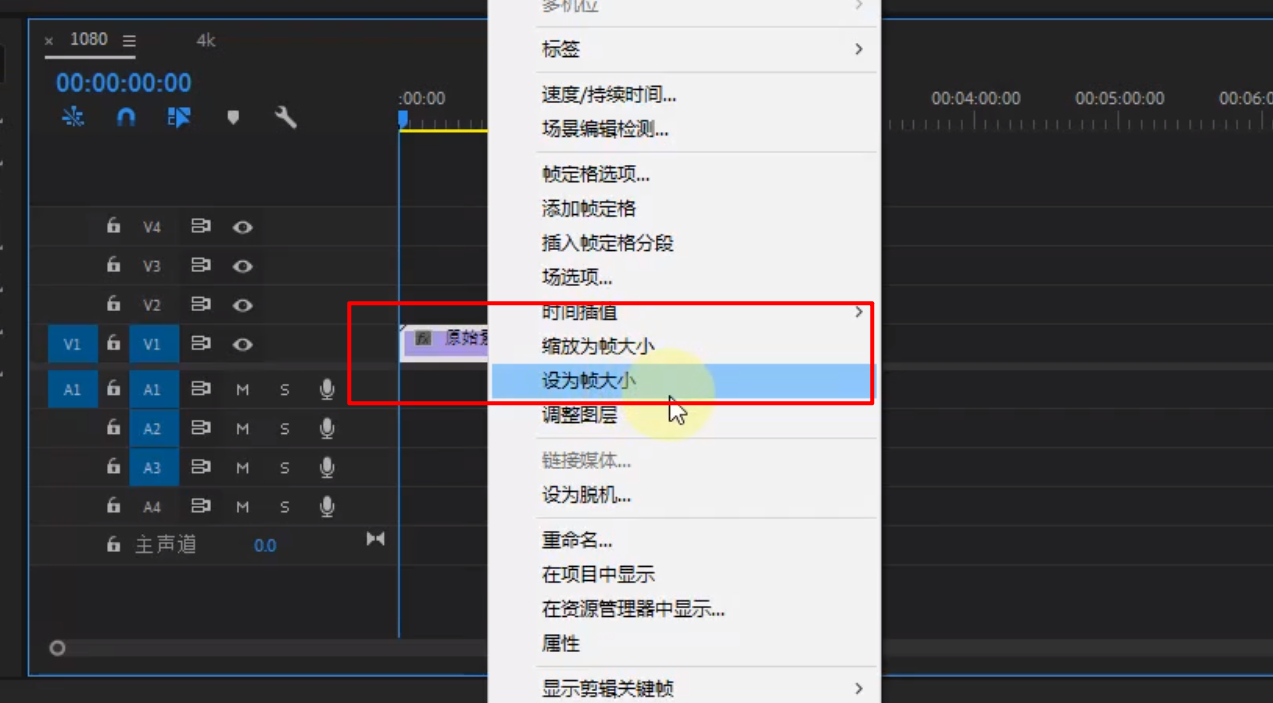 多机位
× 1080 ☰ 4k
标签
00:00:00:00
速度/持续时间...
:00:00
00:04:00:00
00:05:00:00
00:06:0
场景编辑检测...
帧定格选项...
添加帧定格
V4
插入帧定格分段
V3
场选项...
V2
时间插值
V1 V1
fx 原始
缩放为帧大小
设为帧大小
A1 A1 M S
调整图层
A2 M S
链接媒体...
A3 M S
设为脱机...
A4 M S
主声道 0.0
重命名...
在项目中显示
在资源管理器中显示...
属性
显示剪辑关键帧